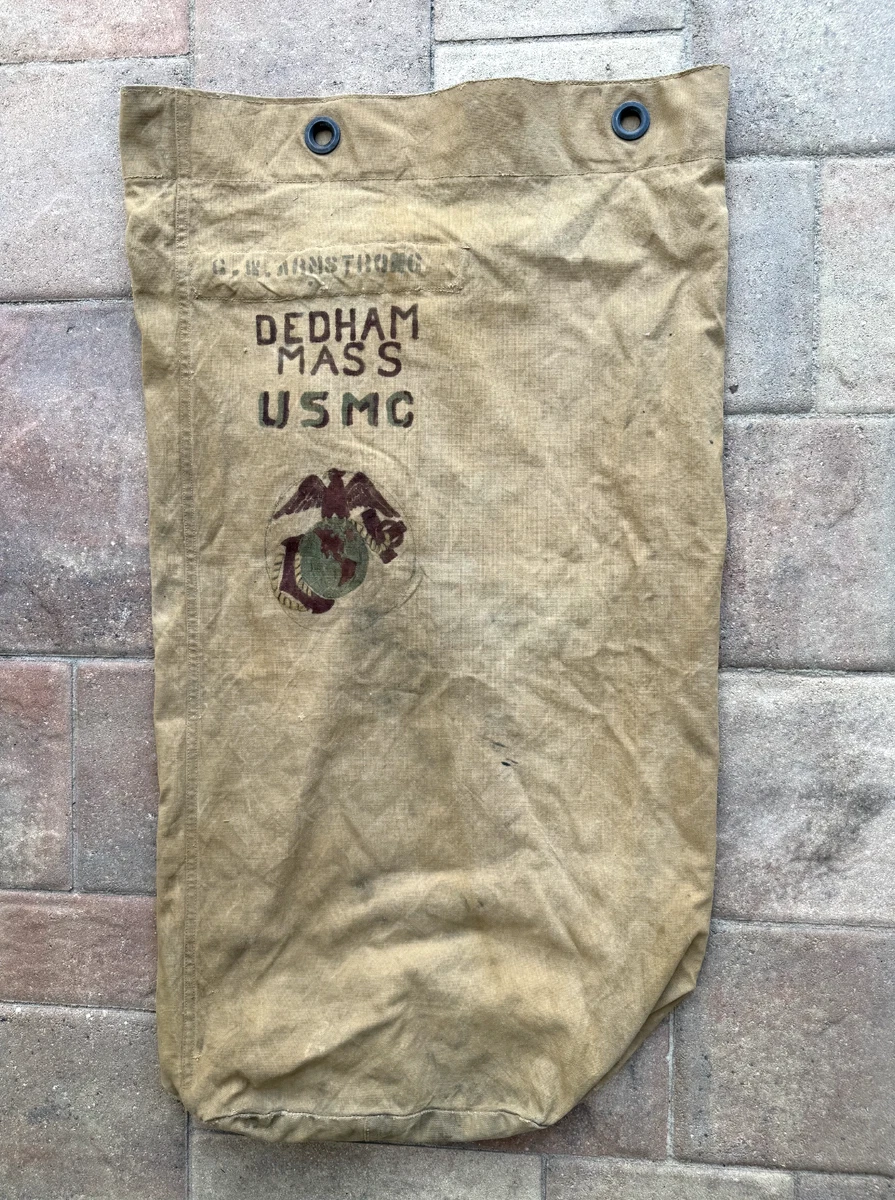 C. W. ARMSTRONG
DEDHAM
MASS
USMC